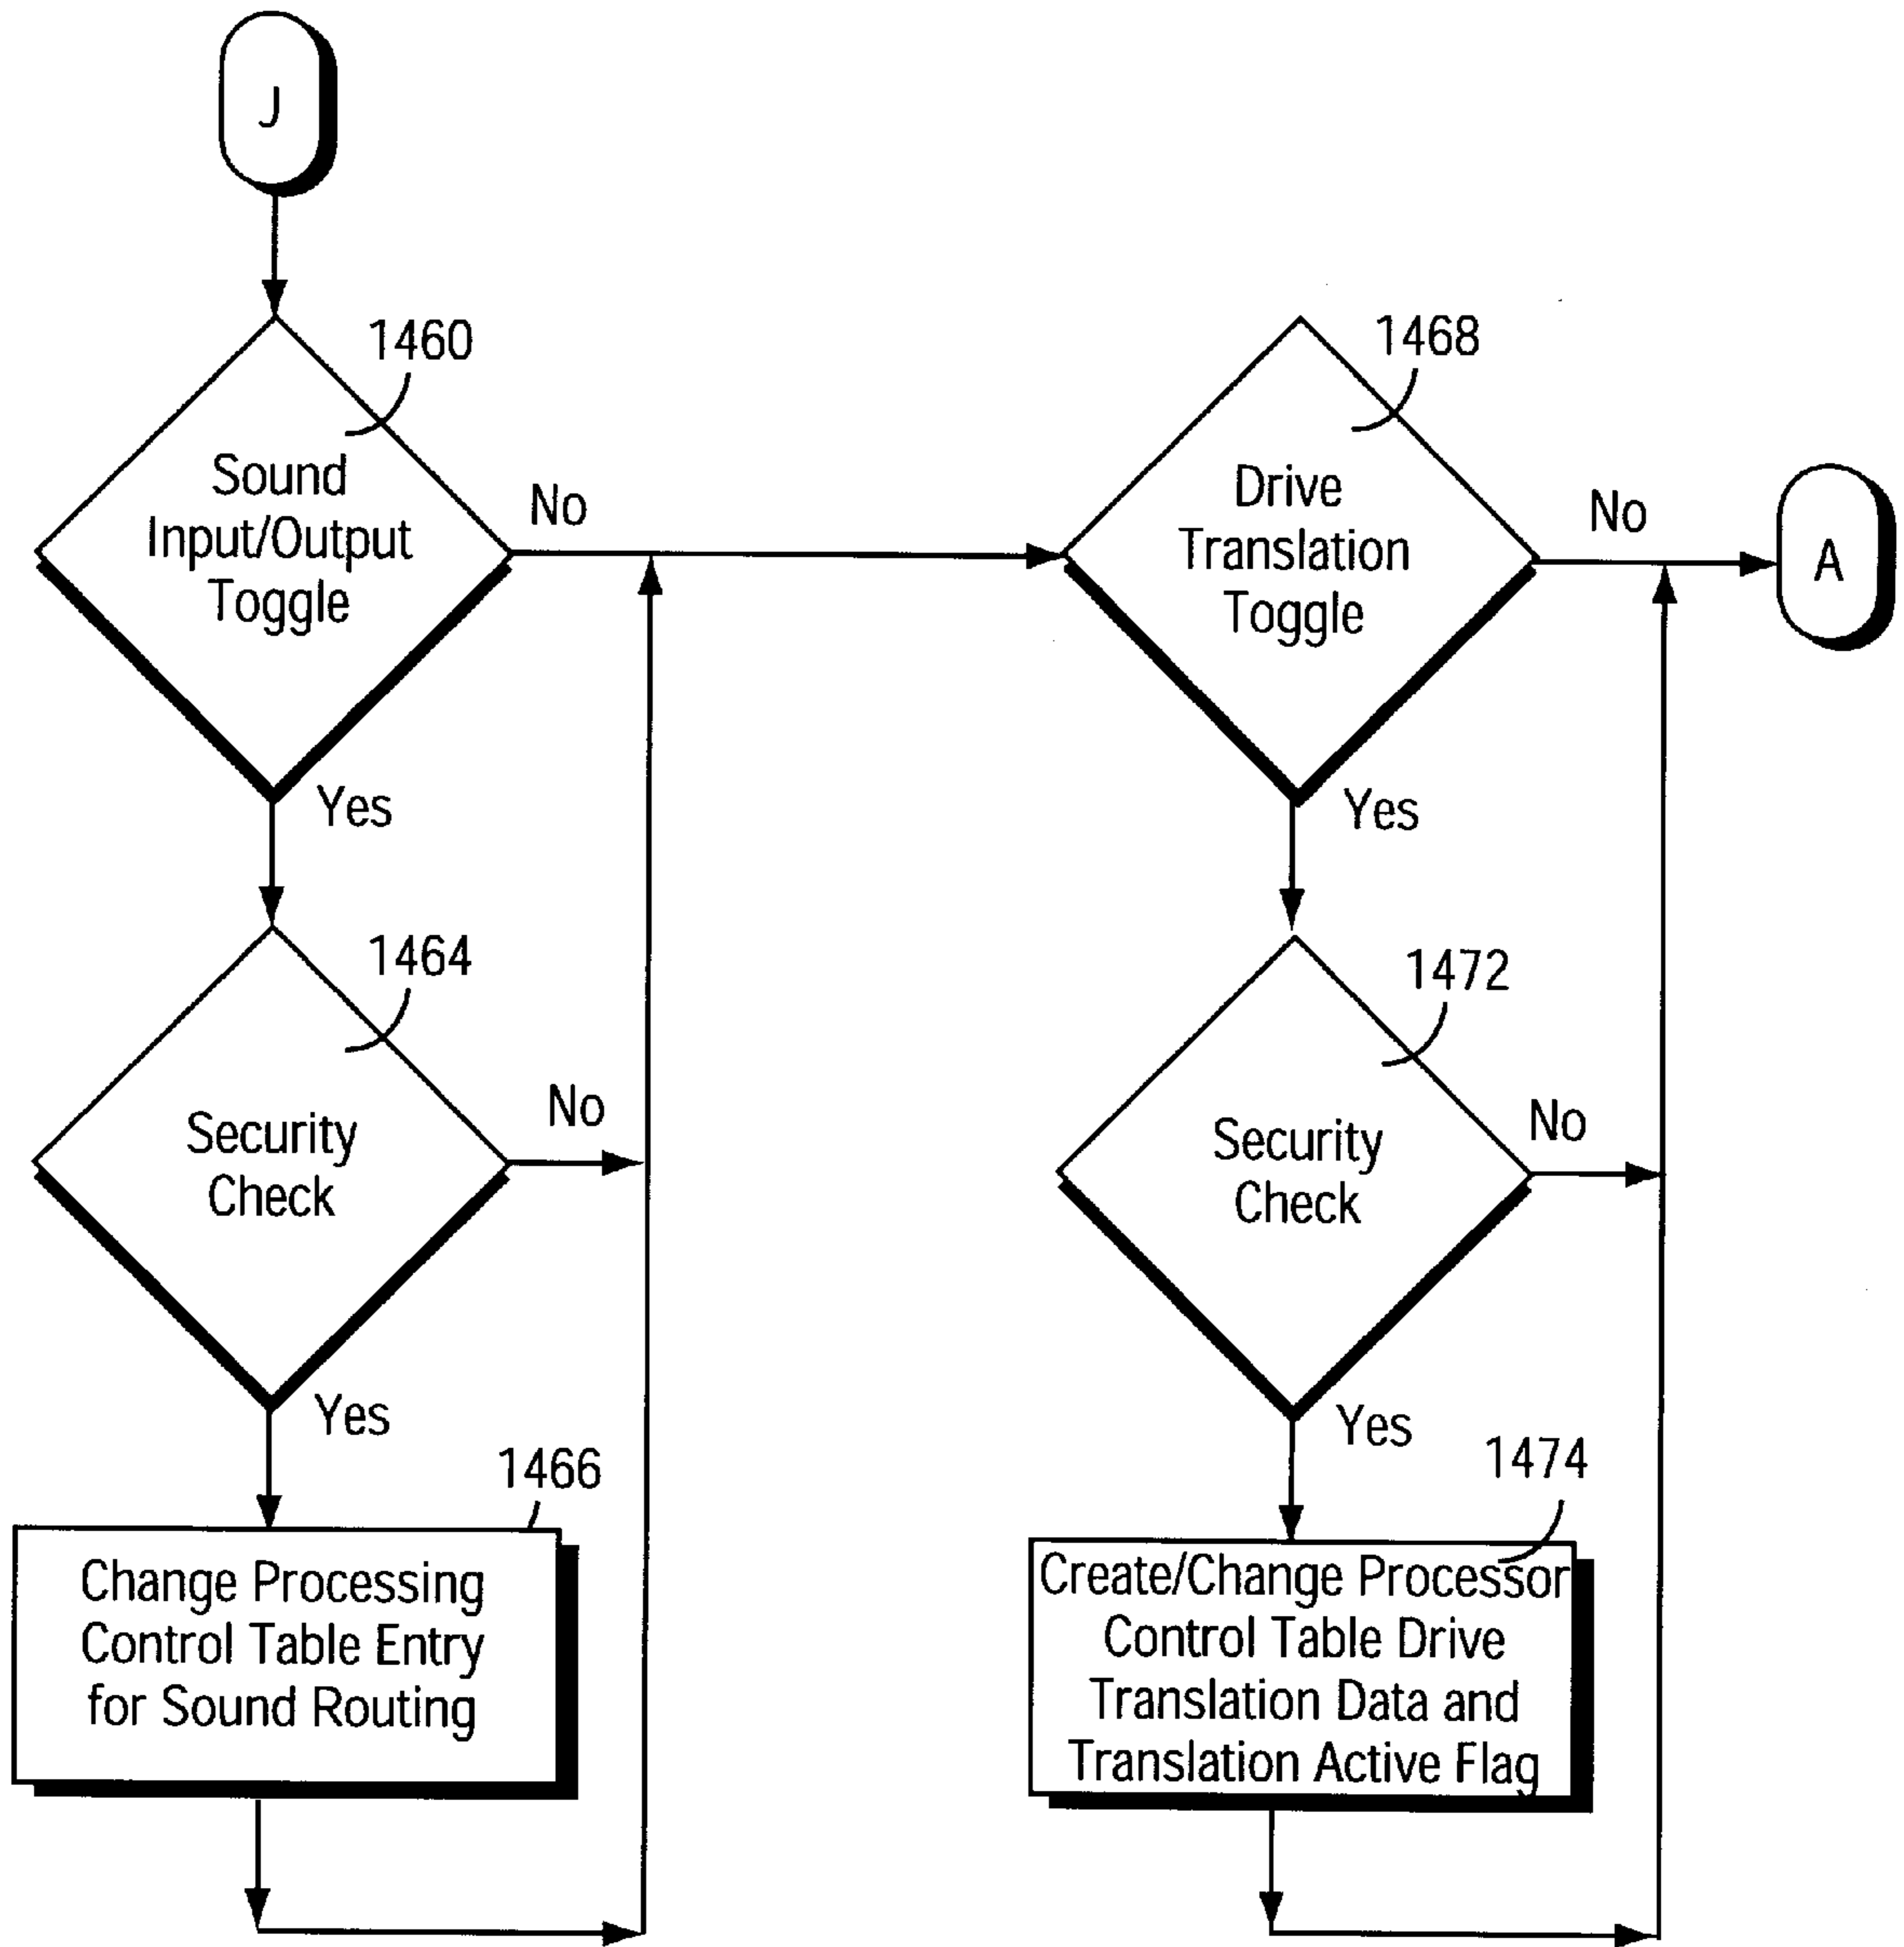 J
1460
Sound
Input/Output
Toggle
No
Yes
1464
Security
Check
No
Yes
1466
Change Processing
Control Table Entry
for Sound Routing
1468
Drive
Translation
Toggle
No
A
Yes
1472
Security
Check
No
Yes
1474
Create/Change Processor
Control Table Drive
Translation Data and
Translation Active Flag